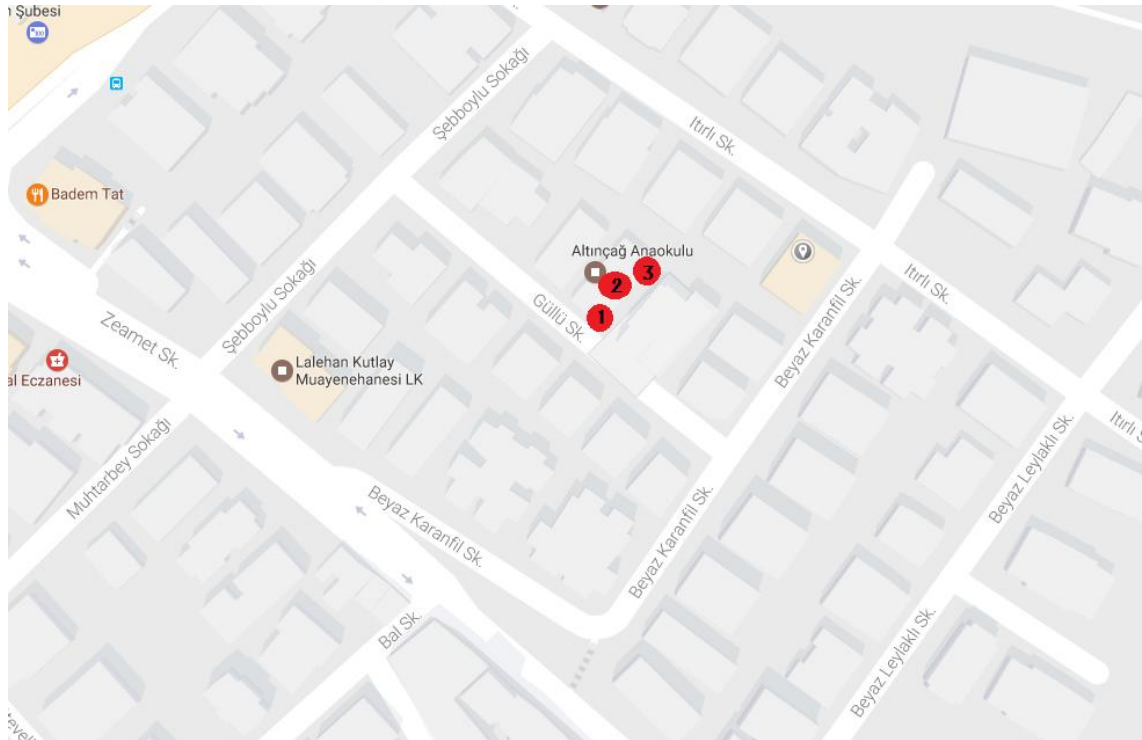 Şubesi
Şebboylu Sokağı
Itırlı Sk.
Badem Tat
Altınçağ Anaokulu
3
2
1
Güllü Sk.
Itırlı Sk.
Şebboylu Sokağı
Beyaz Karanfil Sk.
Zeamet Sk.
Lalehan Kutlay
Muayenehanesi LK
Eczanesi
Itırlı
Muhtarbey Sokağı
Beyaz Leylaklı Sk.
Beyaz Karanfil Sk.
Beyaz Karanfil Sk.
Bal Sk.
Beyaz Leylaklı Sk.